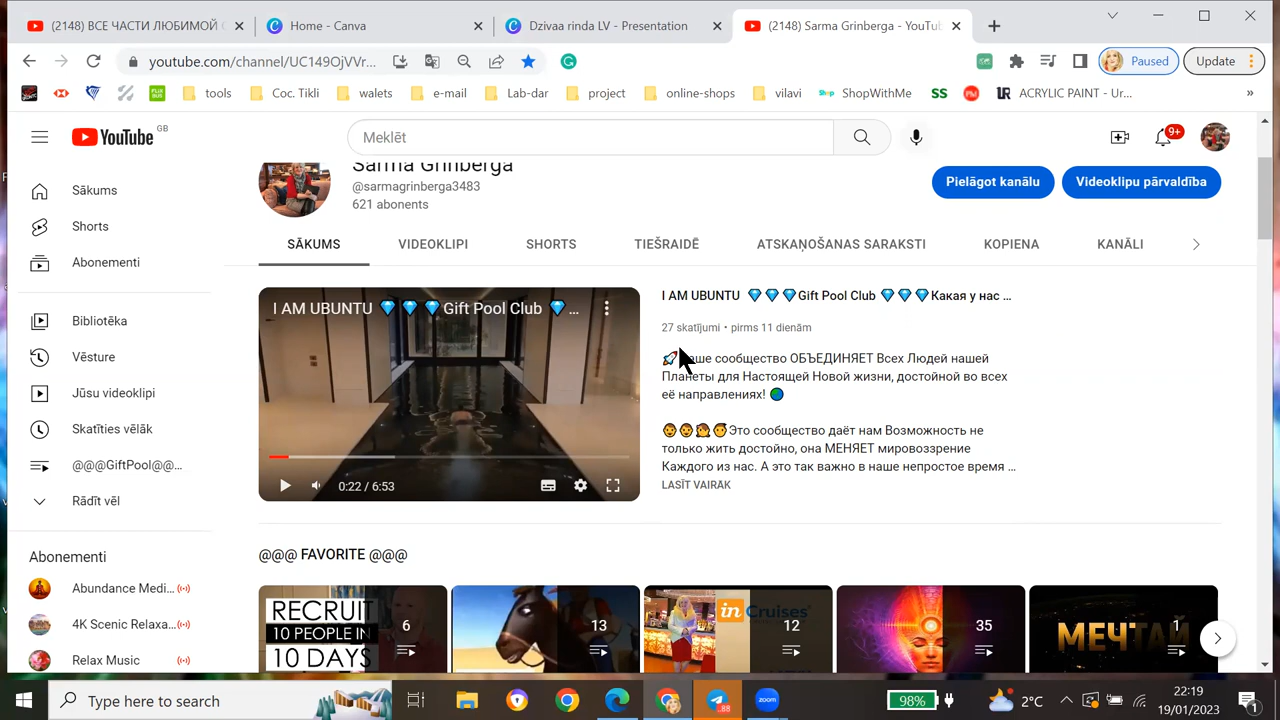 (2148) ВСЕ ЧАСТИ ЛЮБИМОЙ С
Home - Canva
Dzivaa rinda LV - Presentation
(2148) Sarma Grinberga - YouTub
youtube.com/channel/UC149OjVVr...
Paused
Update
tools
Coc. Tikli
walets
e-mail
Lab-dar
project
online-shops
vilavi
ShopWithMe
ACRYLIC PAINT - Ur...
YouTube GB
Meklēt
9+
Sarma Grinberga
@sarmagrinberga3483
621 abonents
Pielāgot kanālu
Videoklipu pārvaldība
Sākums
Shorts
Abonementi
Bibliotēka
Vēsture
Jūsu videoklipi
Skatīties vēlāk
@@@GiftPool@@...
Rādīt vēl
Abonementi
Abundance Medi...
4K Scenic Relaxa...
Relax Music
SĀKUMS
VIDEOKLIPI
SHORTS
TIEŠRAIDĒ
ATSKAŅOŠANAS SARAKSTI
KOPIENA
KANĀLI
I AM UBUNTU 💎 💎 💎Gift Pool Club 💎 ...
0:22 / 6:53
I AM UBUNTU 💎💎💎Gift Pool Club 💎💎💎Какая у нас ...
27 skatījumi • pirms 11 dienām
аше сообщество ОБЪЕДИНЯЕТ Всех Людей нашей
Планеты для Настоящей Новой жизни, достойной во всех
её направлениях!
Это сообщество даёт нам Возможность не
только жить достойно, она МЕНЯЕТ мировоззрение
Каждого из нас. А это так важно в наше непростое время ...
LASĪT VAIRĀK
@@@ FAVORITE @@@
RECRUIT
10 PEOPLE IN
10 DAYS
6
13
inCruises
12
35
МЕЧТАЙ
1
Type here to search
.88
zoom
98%
2°C
22:19
19/01/2023
1